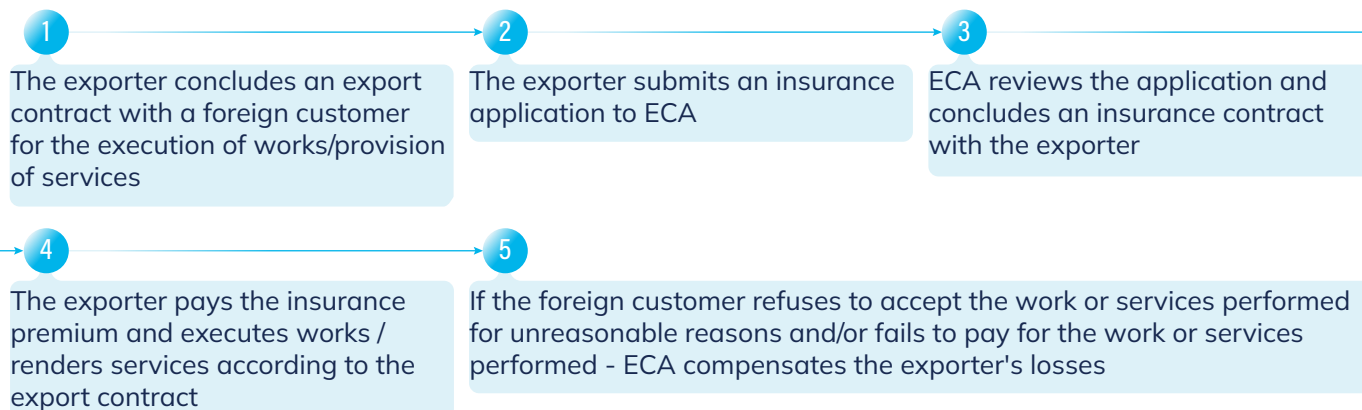 1
The exporter concludes an export
contract with a foreign customer
for the execution of works/provision
of services
2
The exporter submits an insurance
application to ECA
3
ECA reviews the application and
concludes an insurance contract
with the exporter
4
The exporter pays the insurance
premium and executes works /
renders services according to the
export contract
5
If the foreign customer refuses to accept the work or services performed
for unreasonable reasons and/or fails to pay for the work or services
performed - ECA compensates the exporter's losses